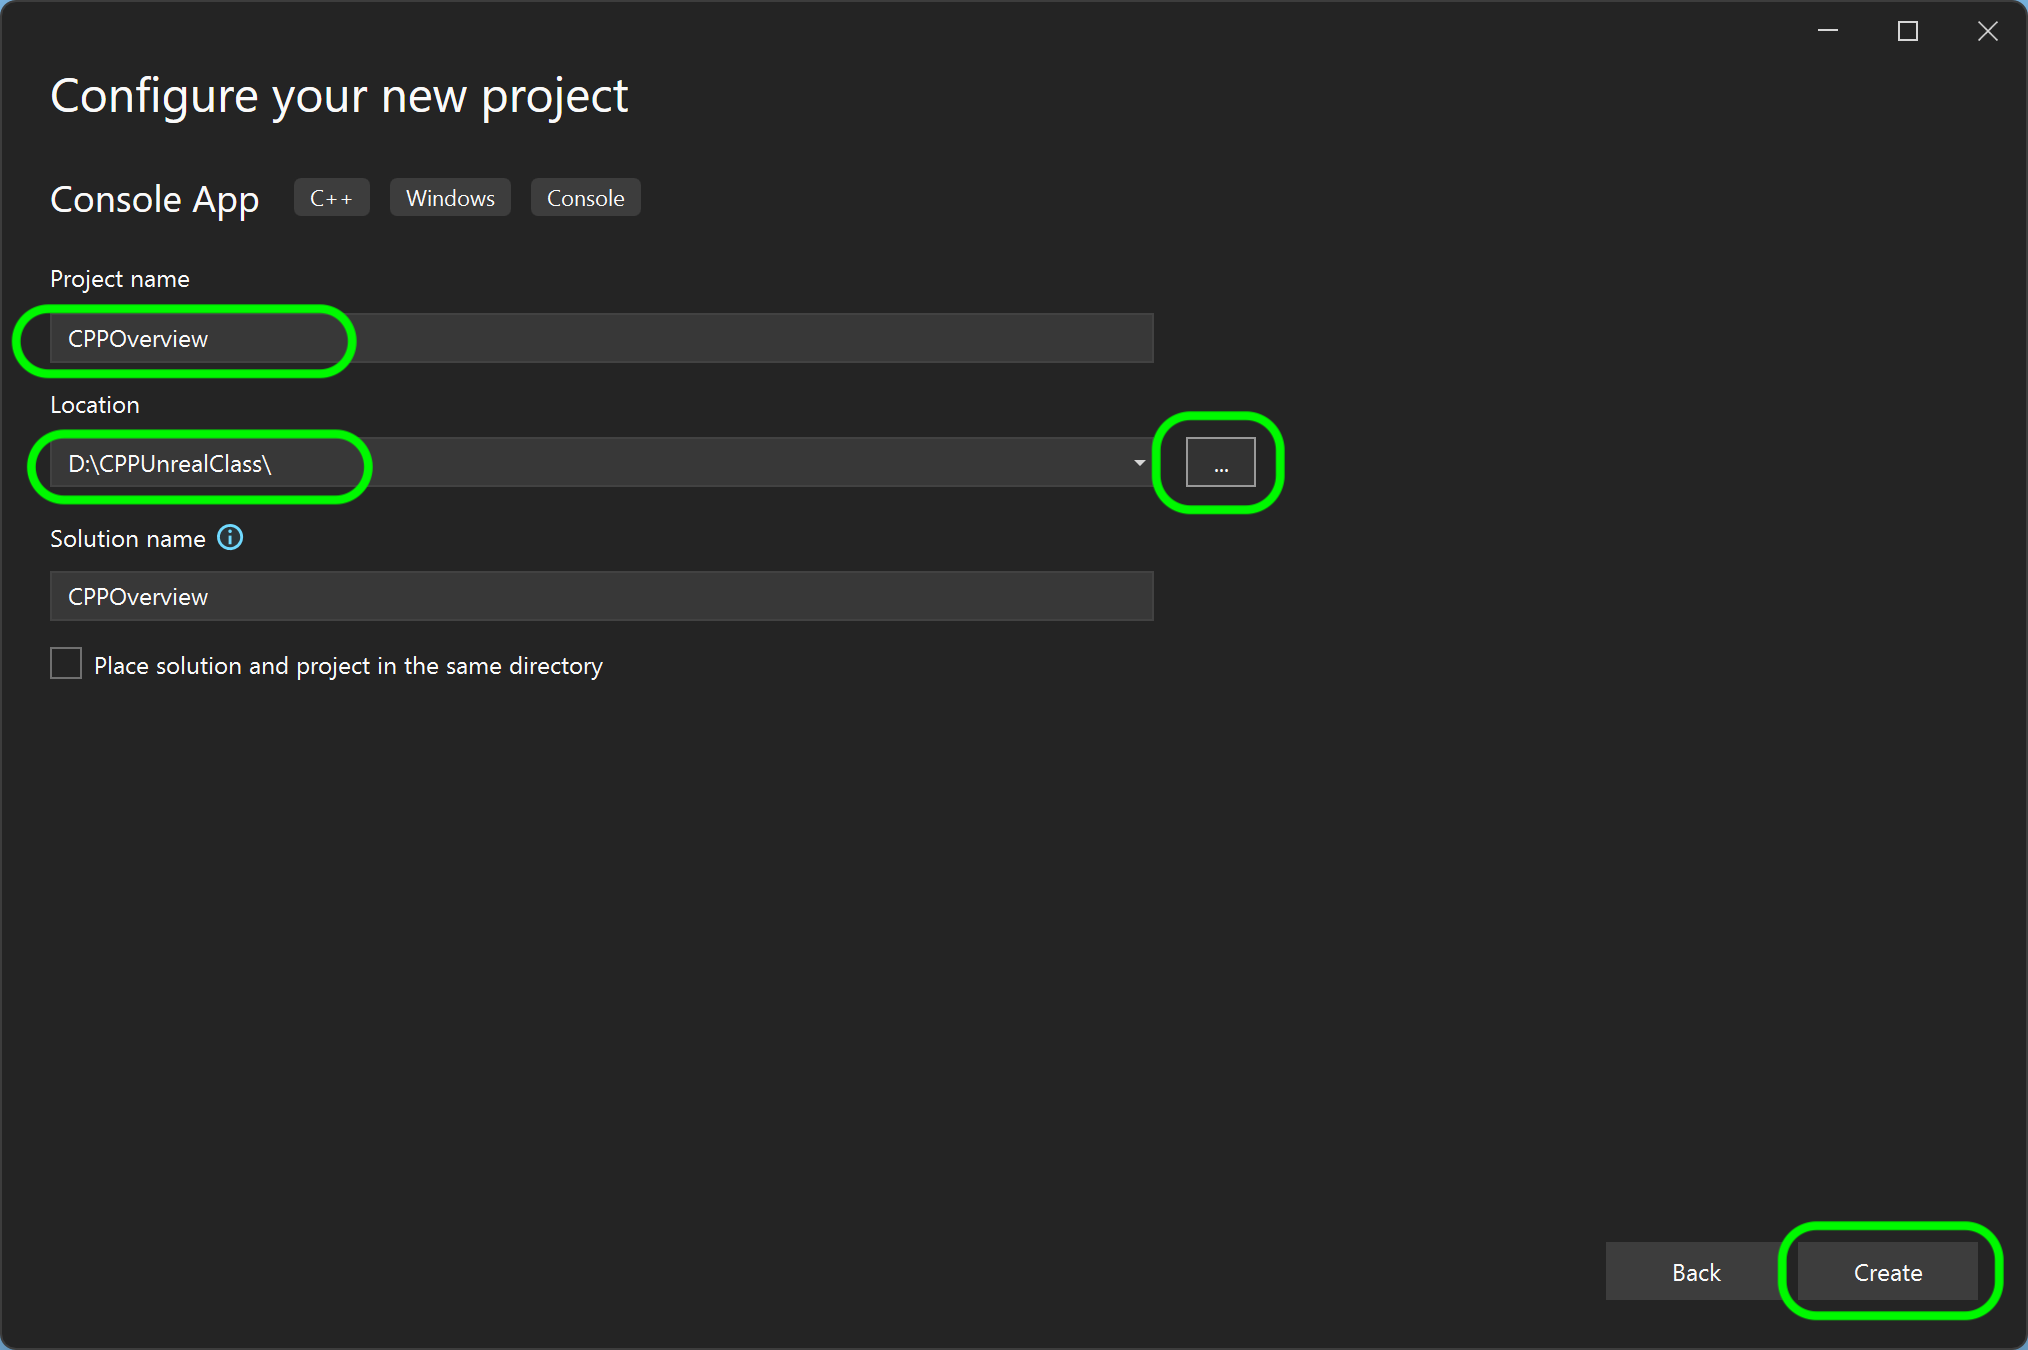 Configure your new project
Console App C++ Windows Console
Project name
CPPOverview
Location
D:\CPPUnrealClass\
...
Solution name
CPPOverview
Place solution and project in the same directory
Back Create